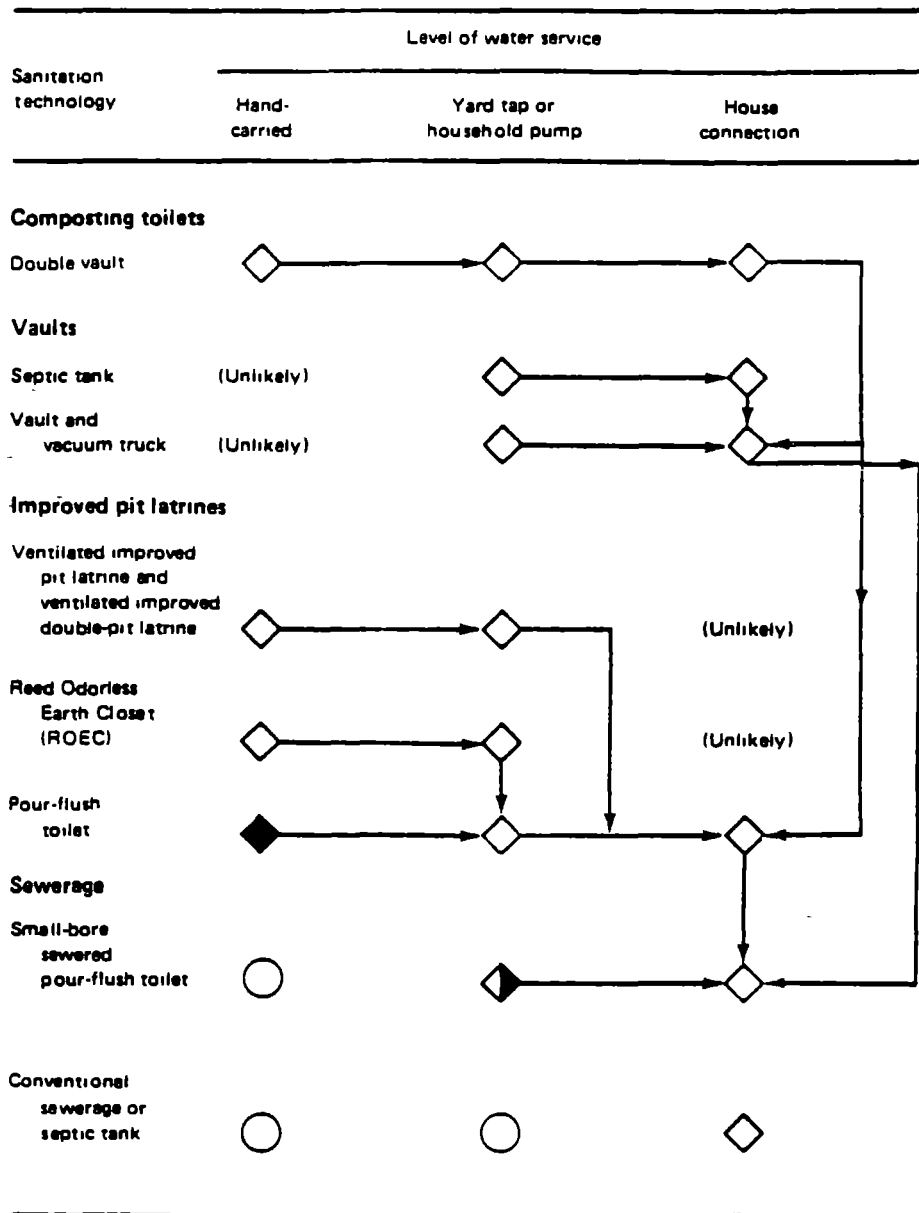 Level of water service
Sanitation
technology
Hand-
carried
Yard tap or
household pump
House
connection
Composting toilets
Double vault
Vaults
Septic tank (Unlikely)
Vault and
vacuum truck (Unlikely)
Improved pit latrines
Ventilated improved
pit latrine and
ventilated improved
double-pit latrine (Unlikely)
Reed Odorless
Earth Closet
(ROEC) (Unlikely)
Pour-flush
toilet
Sewerage
Small-bore
sewered
pour-flush toilet
Conventional
sewerage or
septic tank